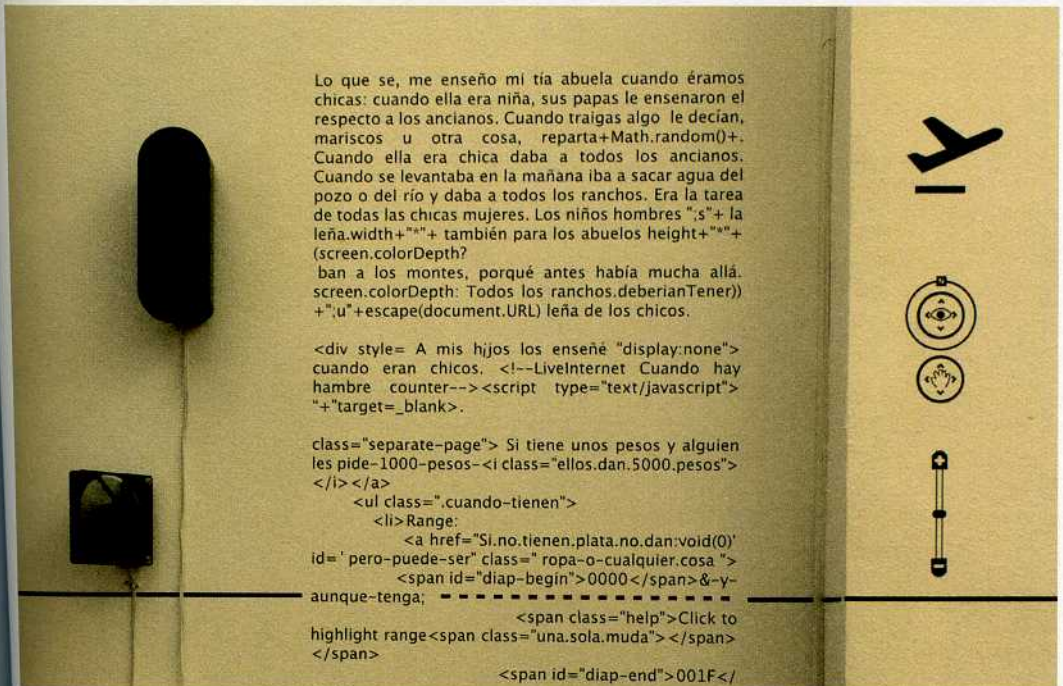 Lo que se, me enseño mi tía abuela cuando éramos
chicas: cuando ella era niña, sus papas le ensenaron el
respecto a los ancianos. Cuando traigas algo le decían,
mariscos u otra cosa, reparta+Math.random()+.
Cuando ella era chica daba a todos los ancianos.
Cuando se levantaba en la mañana iba a sacar agua del
pozo o del río y daba a todos los ranchos. Era la tarea
de todas las chicas mujeres. Los niños hombres ";s"+ la
leña.width+"*"+ también para los abuelos height+"*"+
(screen.colorDepth?
ban a los montes, porqué antes había mucha allá.
screen.colorDepth: Todos los ranchos.deberianTener))
+";u"+escape(document.URL) leña de los chicos.
<div style= A mis hijos los enseñé "display:none">
cuando eran chicos. <!--LiveInternet Cuando hay
hambre counter--><script type="text/javascript">
"+"target=_blank>.
class="separate-page"> Si tiene unos pesos y alguien
les pide-1000-pesos-<i class="ellos.dan.5000.pesos">
</i></a>
<ul class=".cuando-tienen">
<li>Range:
<a href="Si.no.tienen.plata.no.dan:void(0)'
id=' pero-puede-ser" class=" ropa-o-cualquier.cosa ">
<span id="diap-begin">0000</span>&-y-
aunque-tenga;
<span class="help">Click to
highlight range<span class="una.sola.muda"></span>
</span>
<span id="diap-end">001F</